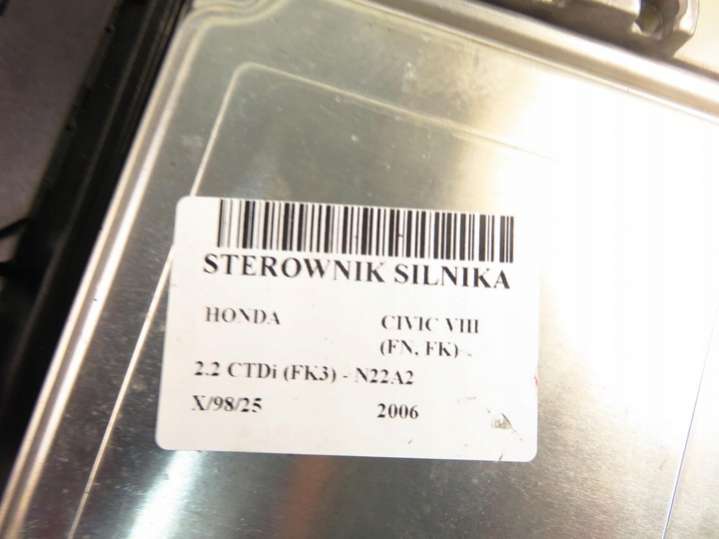 STEROWNIK SILNIKA
HONDA CIVIC VIII
(FN, FK) -
2.2 CTDi (FK3) - N22A2
X/98/25 2006